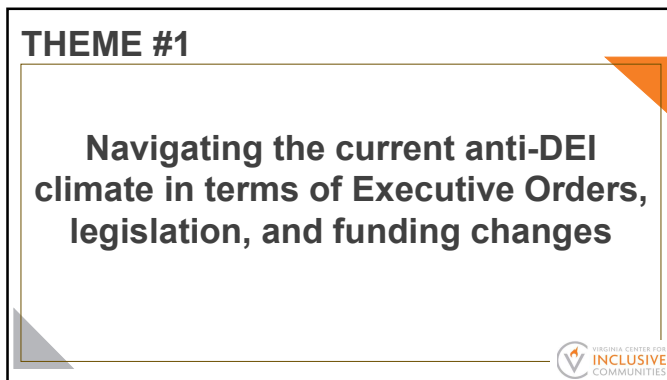 THEME #1
Navigating the current anti-DEI
climate in terms of Executive Orders,
legislation, and funding changes
VIRGINIA CENTER FOR
INCLUSIVE
COMMUNITIES